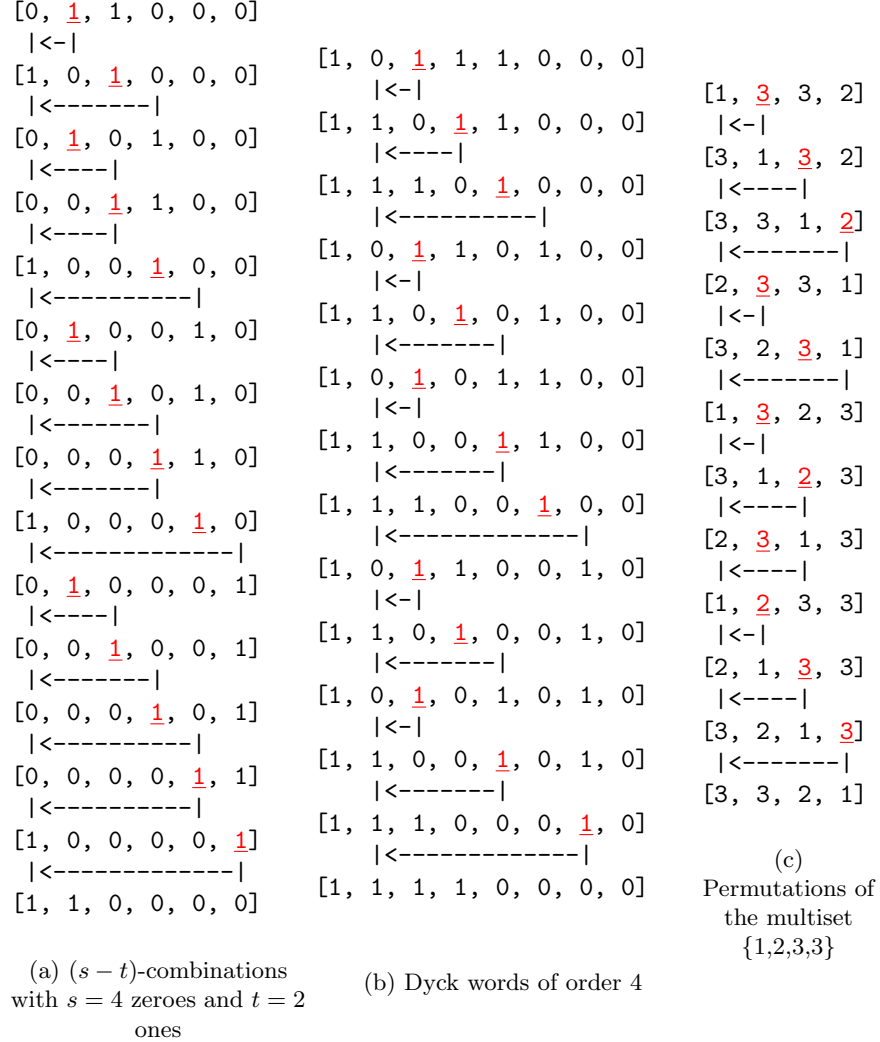 [0, 1, 1, 0, 0, 0]
|<-|
[1, 0, 1, 0, 0, 0]
|<-------|
[0, 1, 0, 1, 0, 0]
|<----|
[0, 0, 1, 1, 0, 0]
|<----|
[1, 0, 0, 1, 0, 0]
|<----------|
[0, 1, 0, 0, 1, 0]
|<----|
[0, 0, 1, 0, 1, 0]
|<-------|
[0, 0, 0, 1, 1, 0]
|<-------|
[1, 0, 0, 0, 1, 0]
|<-------------|
[0, 1, 0, 0, 0, 1]
|<----|
[0, 0, 1, 0, 0, 1]
|<-------|
[0, 0, 0, 1, 0, 1]
|<----------|
[0, 0, 0, 0, 1, 1]
|<----------|
[1, 0, 0, 0, 0, 1]
|<-------------|
[1, 1, 0, 0, 0, 0]
(a) (s − t)-combinations
with s = 4 zeroes and t = 2
ones
[1, 0, 1, 1, 1, 0, 0, 0]
|<-|
[1, 1, 0, 1, 1, 0, 0, 0]
|<----|
[1, 1, 1, 0, 1, 0, 0, 0]
|<----------|
[1, 0, 1, 1, 0, 1, 0, 0]
|<-|
[1, 1, 0, 1, 0, 1, 0, 0]
|<-------|
[1, 0, 1, 0, 1, 1, 0, 0]
|<-|
[1, 1, 0, 0, 1, 1, 0, 0]
|<-------|
[1, 1, 1, 0, 0, 1, 0, 0]
|<-------------|
[1, 0, 1, 1, 0, 0, 1, 0]
|<-|
[1, 1, 0, 1, 0, 0, 1, 0]
|<-------|
[1, 0, 1, 0, 1, 0, 1, 0]
|<-|
[1, 1, 0, 0, 1, 0, 1, 0]
|<-------|
[1, 1, 1, 0, 0, 0, 1, 0]
|<-------------|
[1, 1, 1, 1, 0, 0, 0, 0]
(b) Dyck words of order 4
[1, 3, 3, 2]
|<-|
[3, 1, 3, 2]
|<----|
[3, 3, 1, 2]
|<-------|
[2, 3, 3, 1]
|<-|
[3, 2, 3, 1]
|<-------|
[1, 3, 2, 3]
|<-|
[3, 1, 2, 3]
|<----|
[2, 3, 1, 3]
|<----|
[1, 2, 3, 3]
|<-|
[2, 1, 3, 3]
|<----|
[3, 2, 1, 3]
|<-------|
[3, 3, 2, 1]
(c)
Permutations of
the multiset
{1,2,3,3}